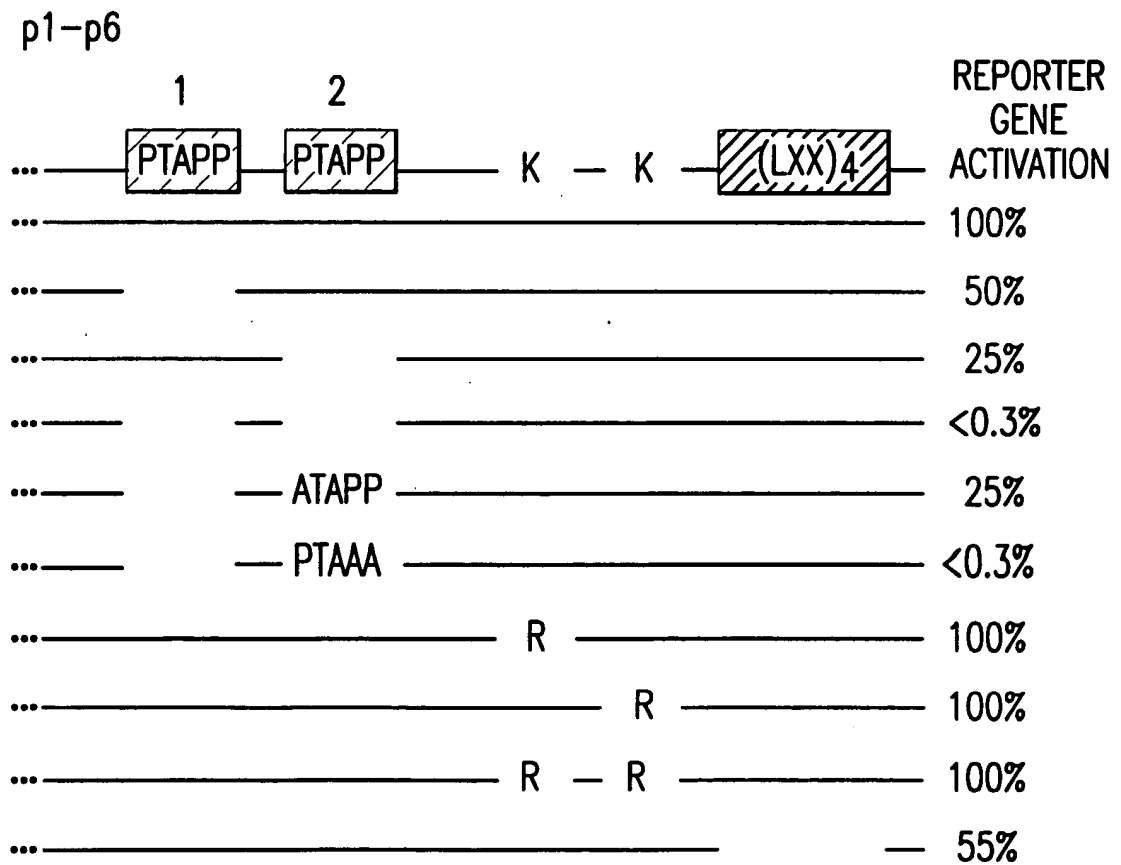 p1-p6
1 2
REPORTER
GENE
ACTIVATION
... PTAPP PTAPP K - K (LXX)4
... 100%
... 50%
... 25%
... <0.3%
... ATAPP 25%
... PTAAA <0.3%
... R 100%
... R 100%
... R - R 100%
... 55%